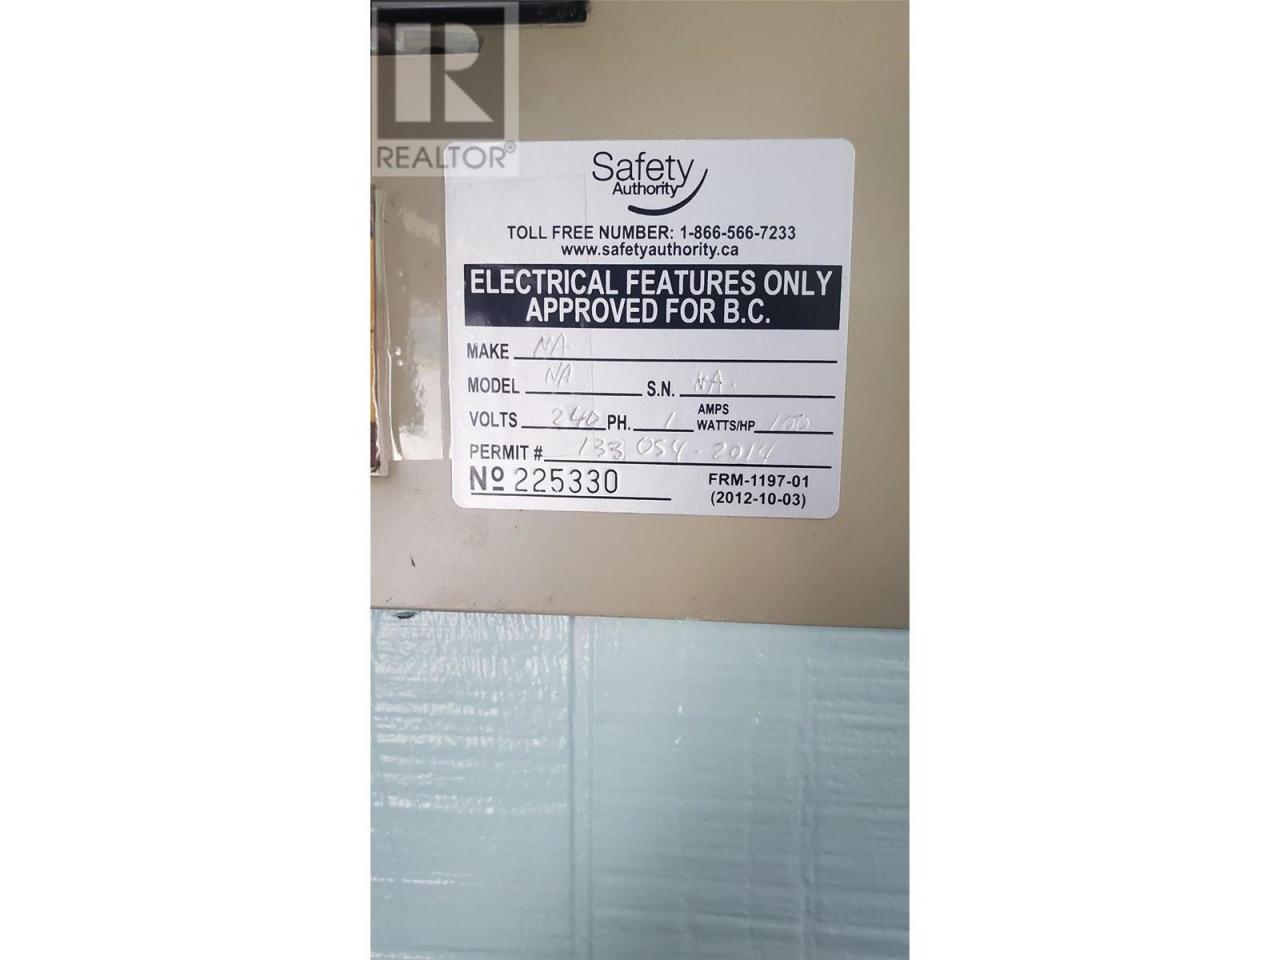 REALTOR®
Safety
Authority
TOLL FREE NUMBER: 1-866-566-7233
www.safetyauthority.ca
ELECTRICAL FEATURES ONLY
APPROVED FOR B.C.
MAKE NA
MODEL NA S.N. NA.
VOLTS 240 PH. 1 AMPS WATTS/HP 100
PERMIT # 133 054-2014
Nº 225330 FRM-1197-01
(2012-10-03)